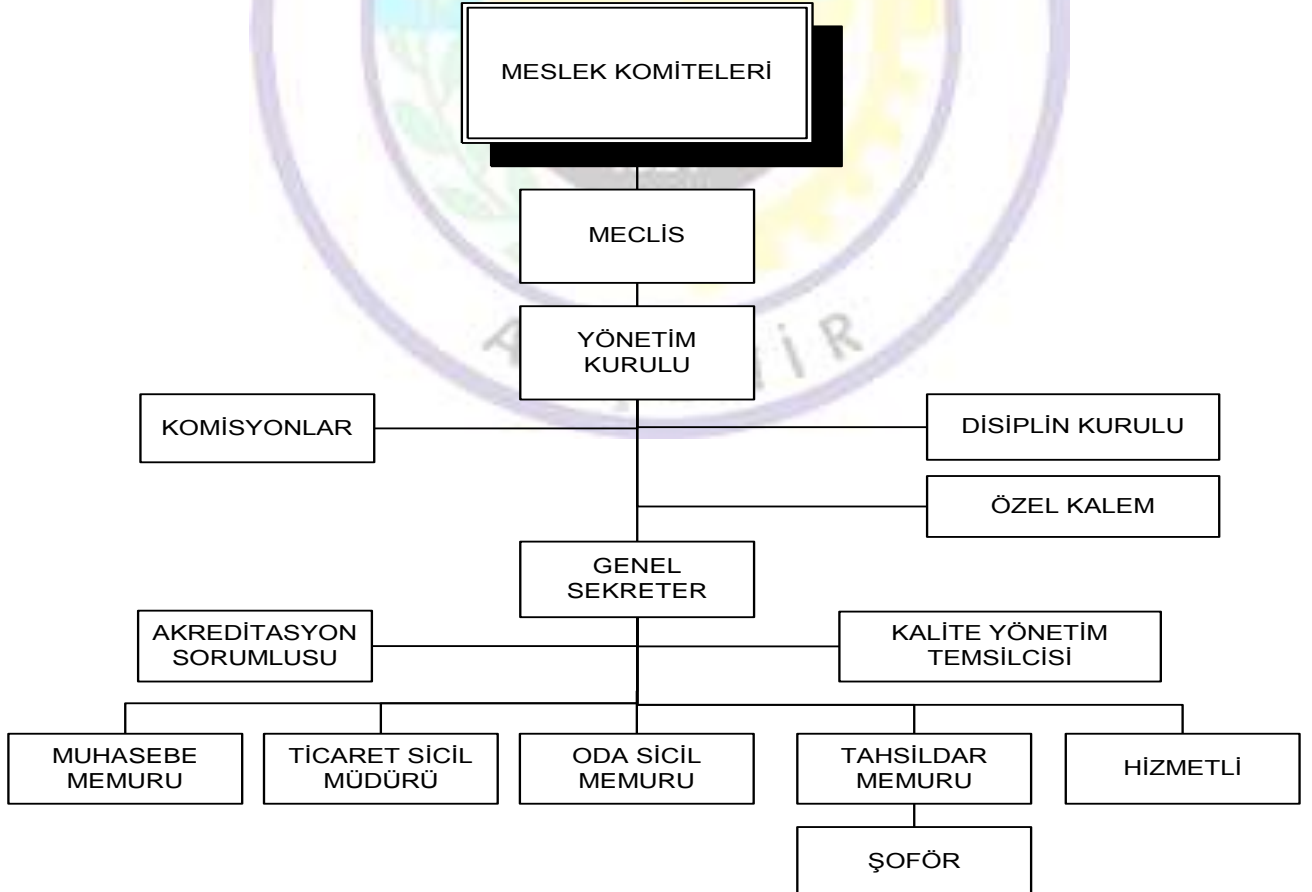 MESLEK KOMİTELERİ
MECLİS
YÖNETİM
KURULU
KOMİSYONLAR
DİSİPLİN KURULU
ÖZEL KALEM
GENEL
SEKRETER
AKREDİTASYON
SORUMLUSU
KALİTE YÖNETİM
TEMSİLCİSİ
MUHASEBE
MEMURU
TİCARET SİCİL
MÜDÜRÜ
ODA SİCİL
MEMURU
TAHSİLDAR
MEMURU
HİZMETLİ
ŞOFÖR